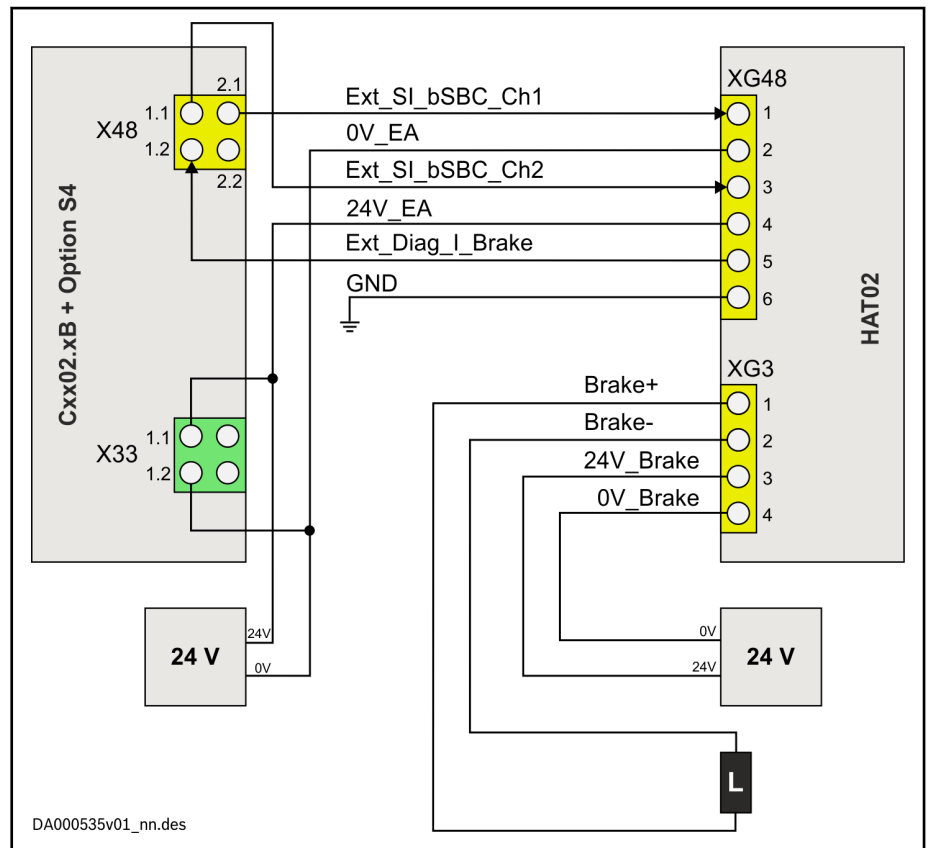 Cxx02.xB + Option S4
X48
1.1
2.1
1.2
2.2
X33
1.1
1.2
Ext_SI_bSBC_Ch1
0V_EA
Ext_SI_bSBC_Ch2
24V_EA
Ext_Diag_I_Brake
GND
XG48
1
2
3
4
5
6
HAT02
XG3
Brake+
1
Brake-
2
24V_Brake
3
0V_Brake
4
24 V
24V
0V
0V
24V
24 V
L
DA000535v01_nn.des